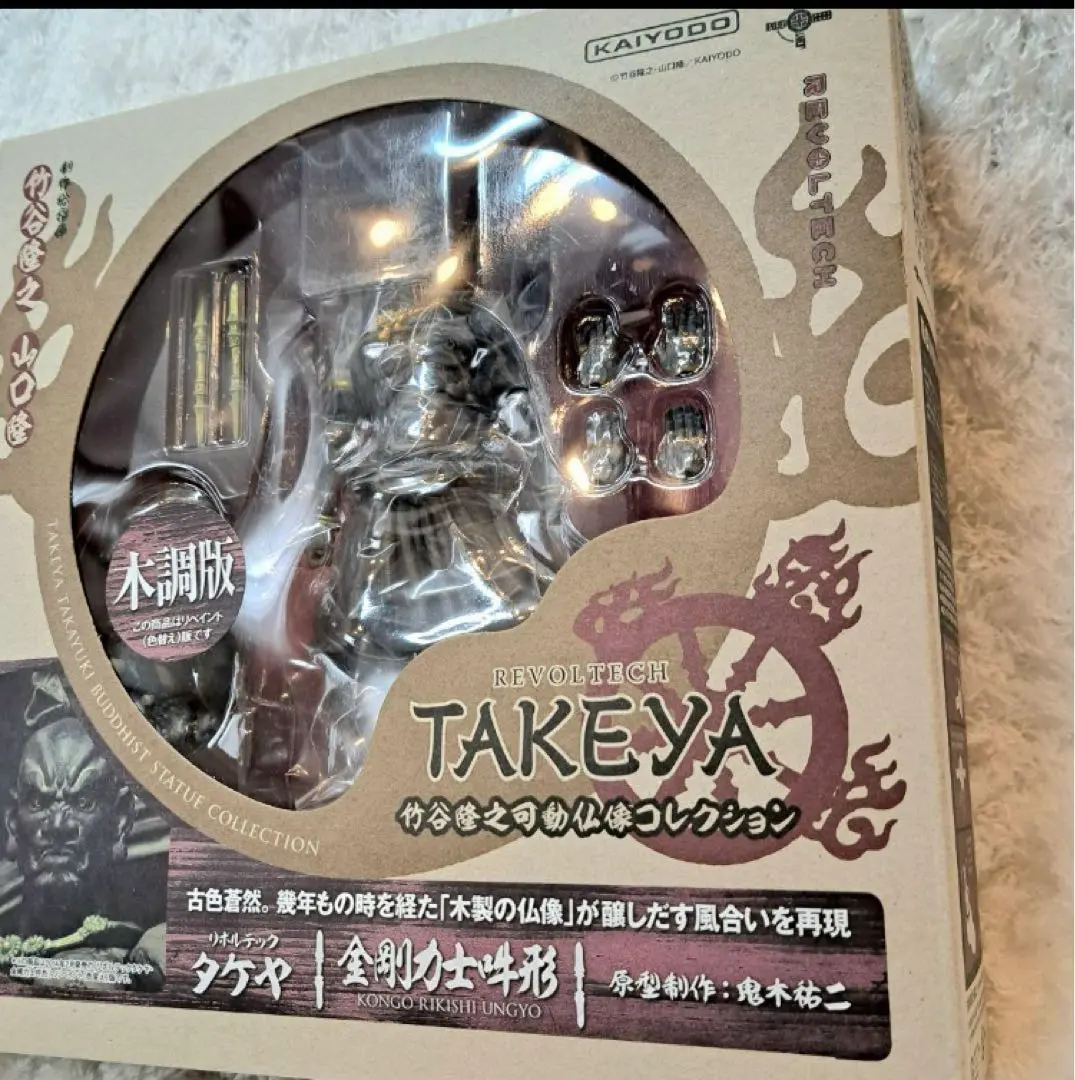 KAIYODO
©竹谷隆之・山口隆／KAIYODO
REVOLTECH
竹谷隆之 山口隆
木調版
この商品はリペイント
(色替え)版です
TAKEYA TAKAYUKI BUDDHIST STATUE COLLECTION
REVOLTECH
TAKEYA
竹谷隆之可動仏像コレクション
古色蒼然。幾年もの時を経た「木製の仏像」が醸しだす風合いを再現
リボルテック
タケヤ
金剛力士吽形
KONGO RIKISHI UNGYO
原型制作：鬼木祐二